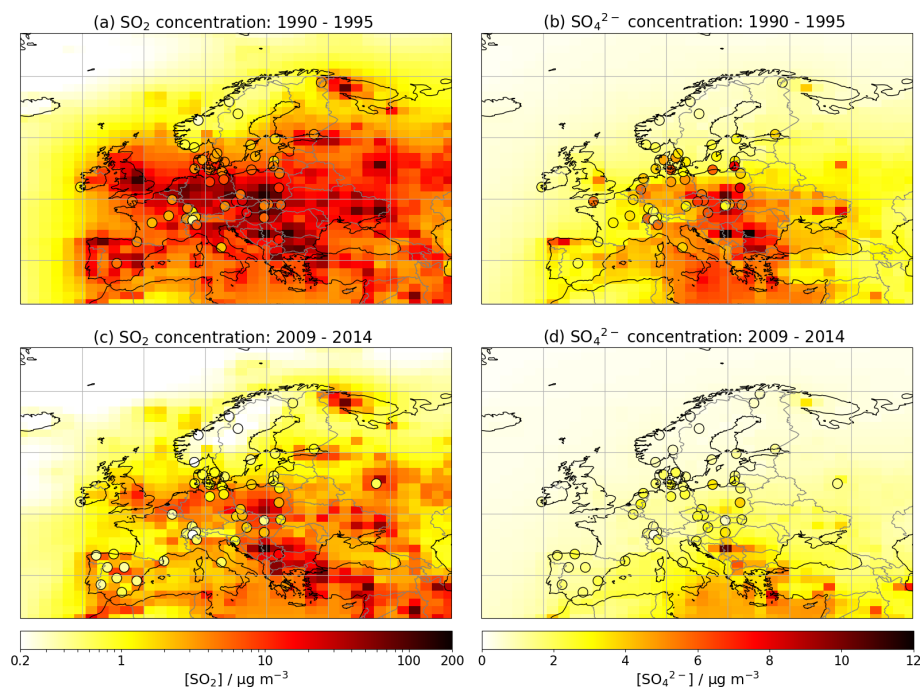 (a) SO₂ concentration: 1990 - 1995
(b) SO₄²⁻ concentration: 1990 - 1995
(c) SO₂ concentration: 2009 - 2014
(d) SO₄²⁻ concentration: 2009 - 2014
0.2 1 10 100 200
[SO₂] / μg m⁻³
0 2 4 6 8 10 12
[SO₄²⁻] / μg m⁻³